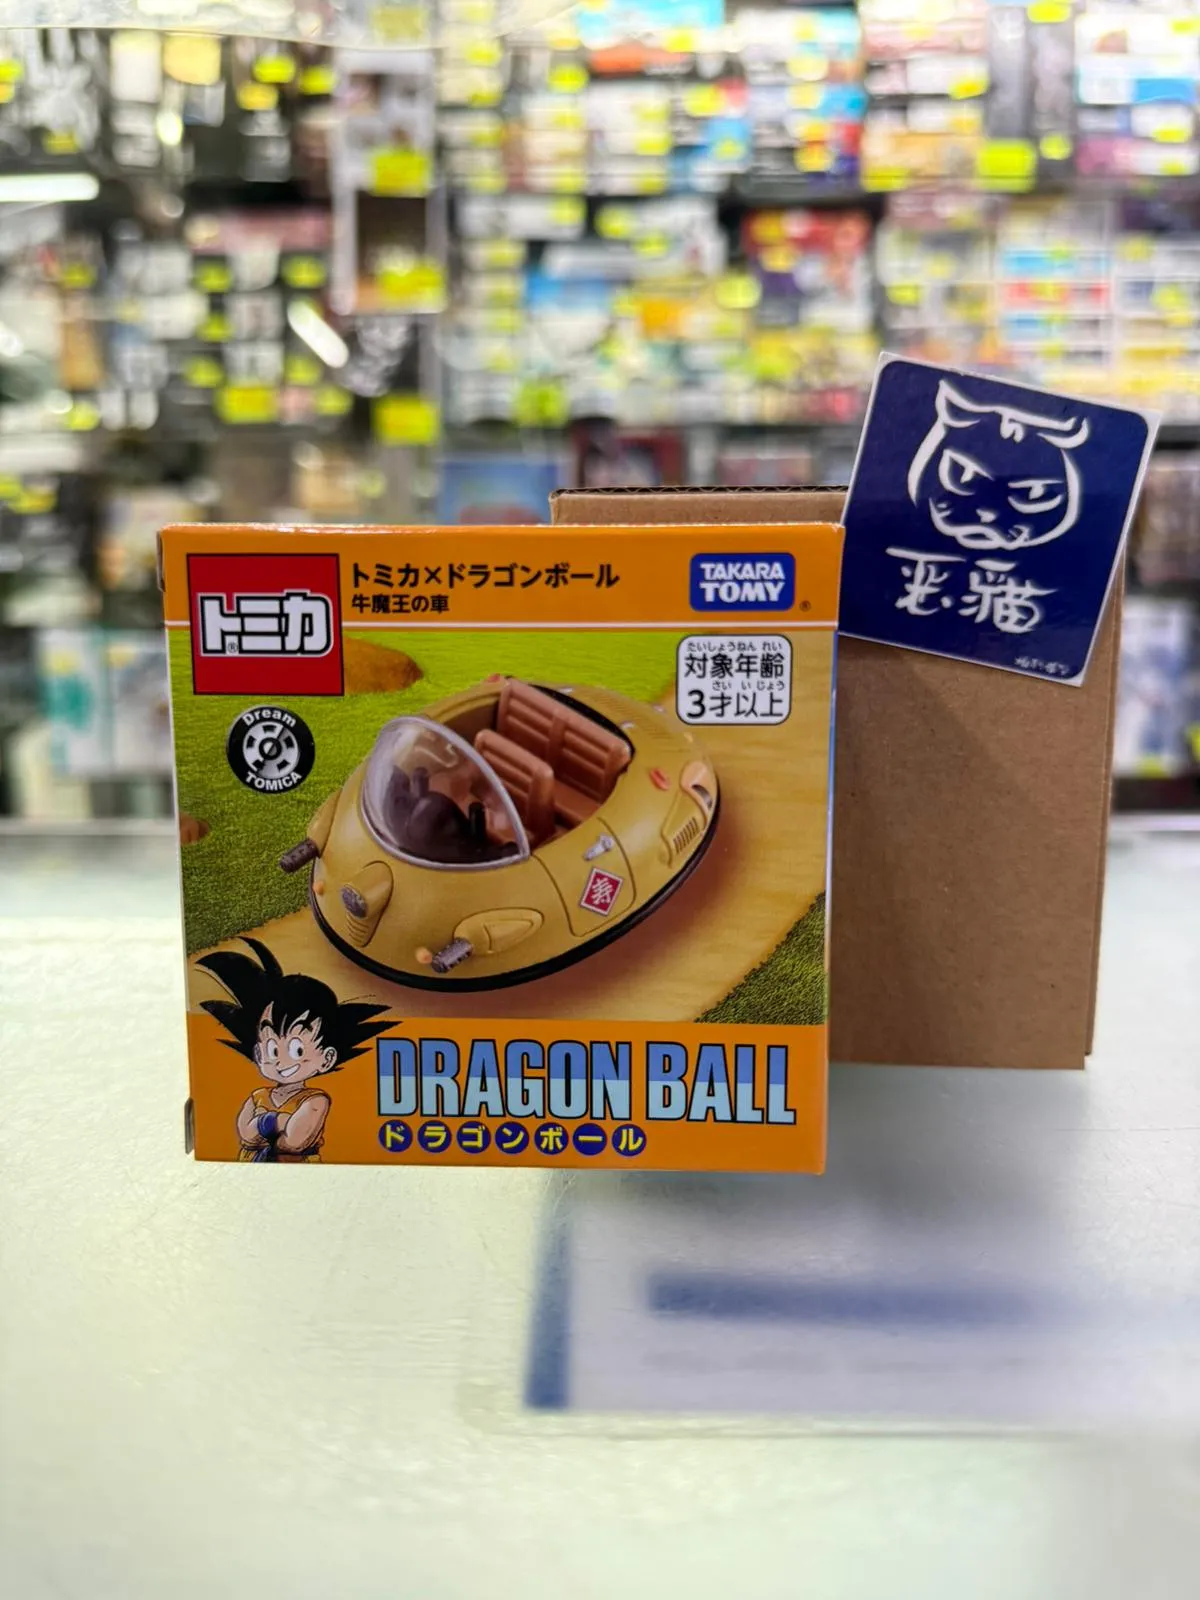 トミカ
®
トミカ×ドラゴンボール
牛魔王の車
TAKARA
TOMY
®
たいしょうねんれい
対象年齢
さいいじょう
3才以上
Dream
TOMICA
DRAGON BALL
ドラゴンボール
悪猫